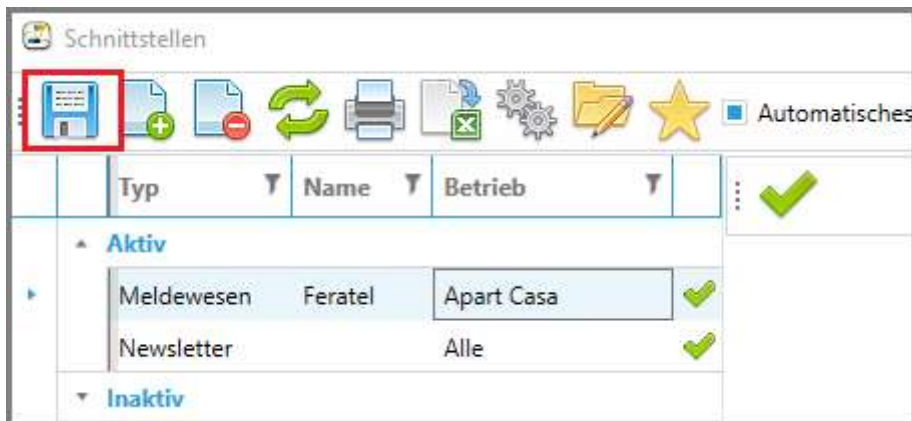 Schnittstellen
Automatisches
Typ Name Betrieb
Aktiv
Meldewesen Feratel Apart Casa
Newsletter Alle
Inaktiv